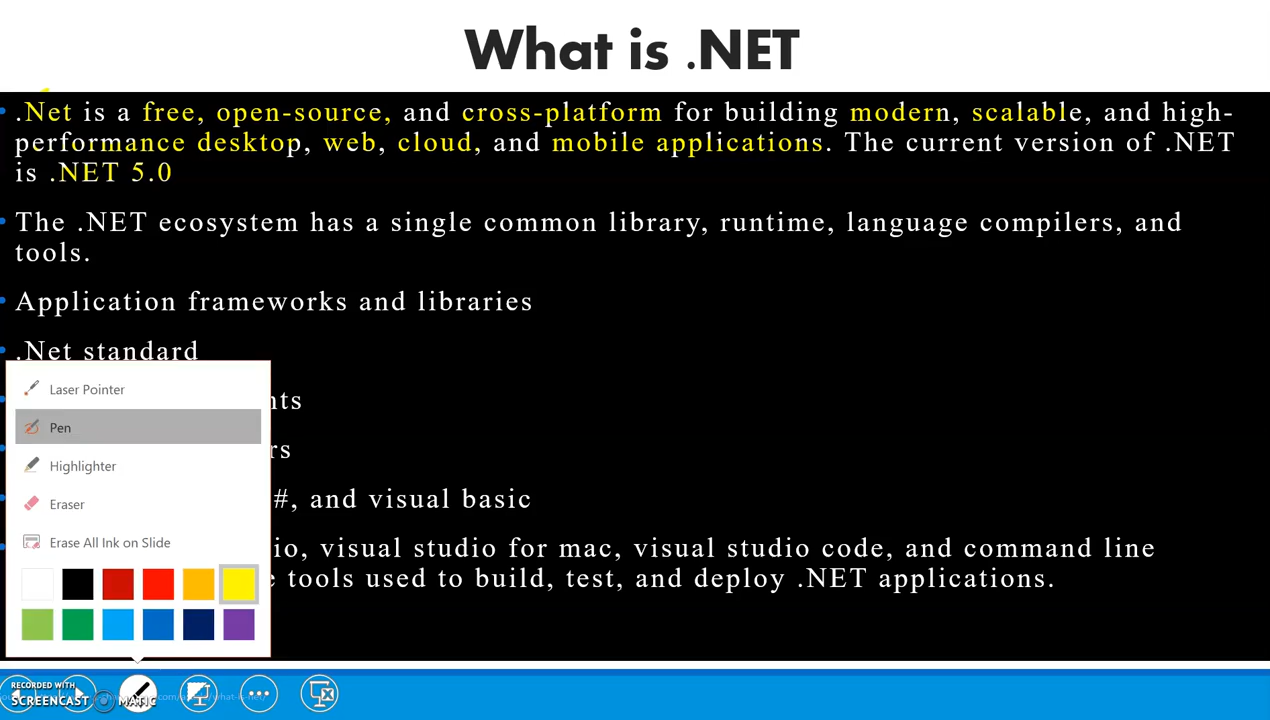 What is .NET
.Net is a free, open-source, and cross-platform for building modern, scalable, and high-
performance desktop, web, cloud, and mobile applications. The current version of .NET
is .NET 5.0
The .NET ecosystem has a single common library, runtime, language compilers, and
tools.
Application frameworks and libraries
.Net standard
nts
rs
#, and visual basic
io, visual studio for mac, visual studio code, and command line
e tools used to build, test, and deploy .NET applications.
Laser Pointer
Pen
Highlighter
Eraser
Erase All Ink on Slide
RECORDED WITH
SCREENCAST MATIC